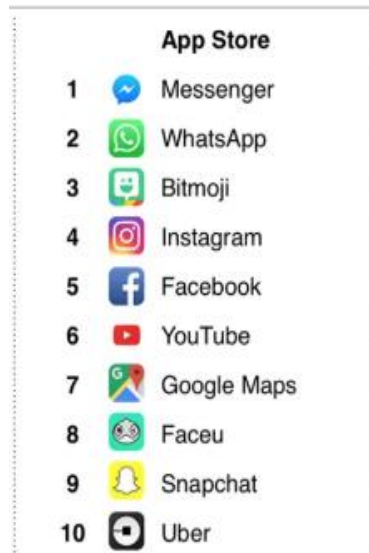 App Store
1 Messenger
2 WhatsApp
3 Bitmoji
4 Instagram
5 Facebook
6 YouTube
7 G Google Maps
8 Faceu
9 Snapchat
10 Uber